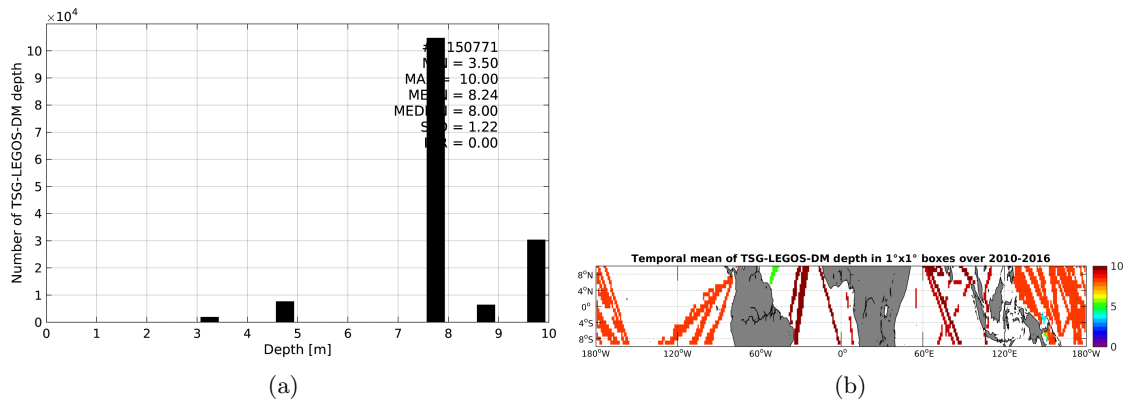 ×10⁴
Number of TSG-LEGOS-DM depth
10
9
8
7
6
5
4
3
2
1
0
150771
= 3.50
= 10.00
= 8.24
= 8.00
= 1.22
= 0.00
0 1 2 3 4 5 6 7 8 9 10
Depth [m]
(a)
Temporal mean of TSG-LEGOS-DM depth in 1°x1° boxes over 2010-2016
8°N
4°N
0°
4°S
8°S
180°W 120°W 60°W 0° 60°E 120°E 180°W
10
5
0
(b)